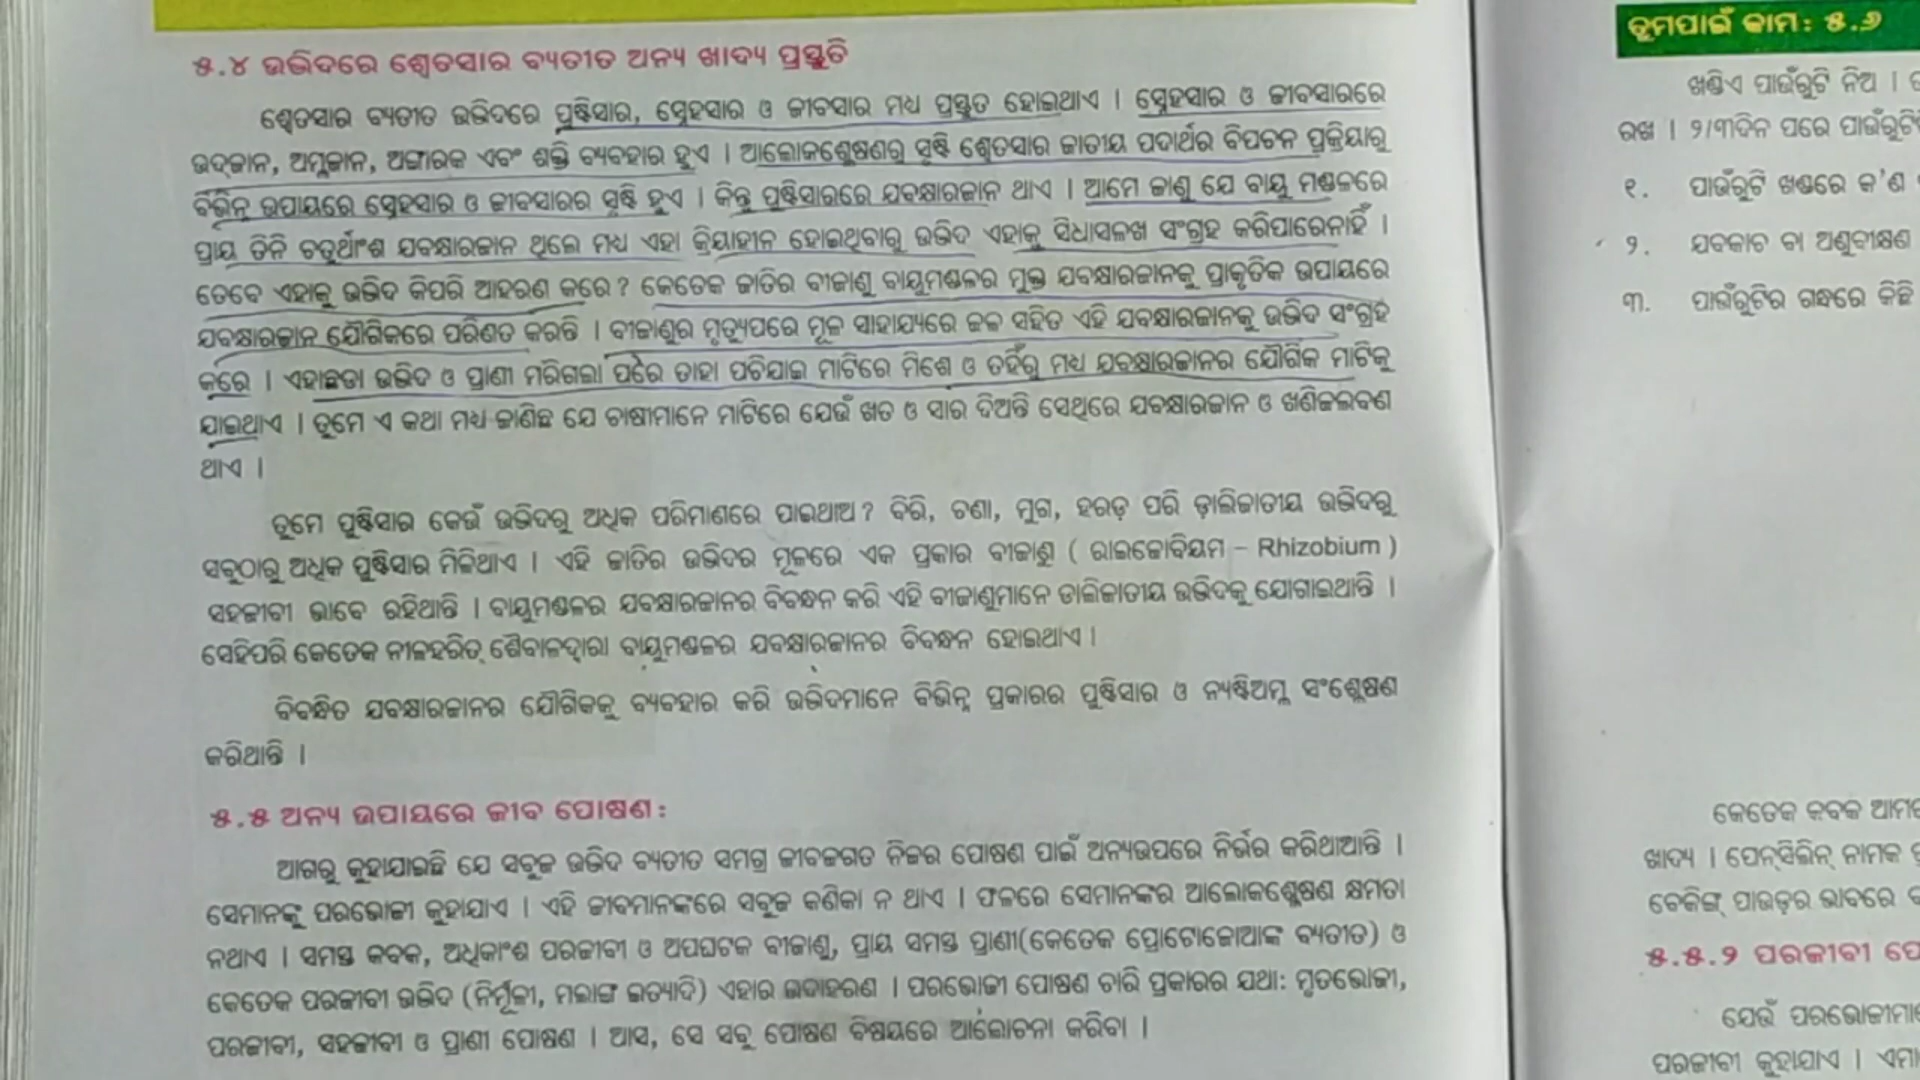 ୫.୪ ଉଦ୍ଭିଦରେ ଶ୍ୱେତସାର ବ୍ୟତୀତ ଅନ୍ୟ ଖାଦ୍ୟ ପ୍ରସ୍ତୁତି
ଶ୍ୱେତସାର ବ୍ୟତୀତ ଉଦ୍ଭିଦରେ ପୁଷ୍ଟିସାର, ସ୍ନେହସାର ଓ ଜୀବସାର ମଧ୍ୟ ପ୍ରସ୍ତୁତ ହୋଇଥାଏ । ସ୍ନେହସାର ଓ ଜୀବସାରରେ
ଉଦ୍‌ଜାନ, ଅମ୍ଳଜାନ, ଅଙ୍ଗାରକ ଏବଂ ଶକ୍ତି ବ୍ୟବହାର ହୁଏ । ଆଲୋକଶ୍ଳେଷଣରୁ ସୃଷ୍ଟି ଶ୍ୱେତସାର ଜାତୀୟ ପଦାର୍ଥର ବିପଚନ ପ୍ରକ୍ରିୟାରୁ
ବିଭିନ୍ନ ଉପାୟରେ ସ୍ନେହସାର ଓ ଜୀବସାରର ସୃଷ୍ଟି ହୁଏ । କିନ୍ତୁ ପୁଷ୍ଟିସାରରେ ଯବକ୍ଷାରଜାନ ଥାଏ । ଆମେ ଜାଣୁ ଯେ ବାୟୁ ମଣ୍ଡଳରେ
ପ୍ରାୟ ତିନି ଚତୁର୍ଥାଂଶ ଯବକ୍ଷାରଜାନ ଥିଲେ ମଧ୍ୟ ଏହା କ୍ରିୟାହୀନ ହୋଇଥିବାରୁ ଉଦ୍ଭିଦ ଏହାକୁ ସିଧାସଳଖ ସଂଗ୍ରହ କରିପାରେନାହିଁ ।
ତେବେ ଏହାକୁ ଉଦ୍ଭିଦ କିପରି ଆହରଣ କରେ ? କେତେକ ଜାତିର ବୀଜାଣୁ ବାୟୁମଣ୍ଡଳର ମୁକ୍ତ ଯବକ୍ଷାରଜାନକୁ ପ୍ରାକୃତିକ ଉପାୟରେ
ଯବକ୍ଷାରଜାନ ଯୌଗିକରେ ପରିଣତ କରନ୍ତି । ବୀଜାଣୁର ମୃତ୍ୟୁପରେ ମୂଳ ସାହାଯ୍ୟରେ ଜଳ ସହିତ ଏହି ଯବକ୍ଷାରଜାନକୁ ଉଦ୍ଭିଦ ସଂଗ୍ରହ
କରେ । ଏହାଛଡା ଉଦ୍ଭିଦ ଓ ପ୍ରାଣୀ ମରିଗଲା ପରେ ତାହା ପଚିଯାଇ ମାଟିରେ ମିଶେ ଓ ତହିଁରୁ ମଧ୍ୟ ଯବକ୍ଷାରଜାନର ଯୌଗିକ ମାଟିକୁ
ଯାଇଥାଏ । ତୁମେ ଏ କଥା ମଧ୍ୟ ଜାଣିଛ ଯେ ଚାଷୀମାନେ ମାଟିରେ ଯେଉଁ ଖତ ଓ ସାର ଦିଅନ୍ତି ସେଥିରେ ଯବକ୍ଷାରଜାନ ଓ ଖଣିଜଲବଣ
ଥାଏ ।
ତୁମେ ପୁଷ୍ଟିସାର କେଉଁ ଉଦ୍ଭିଦରୁ ଅଧିକ ପରିମାଣରେ ପାଇଥାଅ ? ବିରି, ଚଣା, ମୁଗ, ହରଡ଼ ପରି ଡ଼ାଲିଜାତୀୟ ଉଦ୍ଭିଦରୁ
ସବୁଠାରୁ ଅଧିକ ପୁଷ୍ଟିସାର ମିଳିଥାଏ । ଏହି ଜାତିର ଉଦ୍ଭିଦର ମୂଳରେ ଏକ ପ୍ରକାର ବୀଜାଣୁ ( ରାଇଜୋବିୟମ – Rhizobium )
ସହଜୀବୀ ଭାବେ ରହିଥାନ୍ତି । ବାୟୁମଣ୍ଡଳର ଯବକ୍ଷାରଜାନର ବିବନ୍ଧନ କରି ଏହି ବୀଜାଣୁମାନେ ଡାଲିଜାତୀୟ ଉଦ୍ଭିଦକୁ ଯୋଗାଇଥାନ୍ତି ।
ସେହିପରି କେତେକ ନୀଳହରିତ୍ ଶୈବାଳଦ୍ୱାରା ବାୟୁମଣ୍ଡଳର ଯବକ୍ଷାରଜାନର ବିବନ୍ଧନ ହୋଇଥାଏ ।
ବିବନ୍ଧିତ ଯବକ୍ଷାରଜାନର ଯୌଗିକକୁ ବ୍ୟବହାର କରି ଉଦ୍ଭିଦମାନେ ବିଭିନ୍ନ ପ୍ରକାରର ପୁଷ୍ଟିସାର ଓ ନ୍ୟଷ୍ଟିଅମ୍ଳ ସଂଶ୍ଳେଷଣ
କରିଥାନ୍ତି ।
୫.୫ ଅନ୍ୟ ଉପାୟରେ ଜୀବ ପୋଷଣ:
ଆଗରୁ କୁହାଯାଇଛି ଯେ ସବୁଜ ଉଦ୍ଭିଦ ବ୍ୟତୀତ ସମଗ୍ର ଜୀବଜଗତ ନିଜର ପୋଷଣ ପାଇଁ ଅନ୍ୟଉପରେ ନିର୍ଭର କରିଥାଆନ୍ତି ।
ସେମାନଙ୍କୁ ପରଭୋଜୀ କୁହାଯାଏ । ଏହି ଜୀବମାନଙ୍କରେ ସବୁଜ କଣିକା ନ ଥାଏ । ଫଳରେ ସେମାନଙ୍କର ଆଲୋକଶ୍ଳେଷଣ କ୍ଷମତା
ନଥାଏ । ସମସ୍ତ କବକ, ଅଧିକାଂଶ ପରଜୀବୀ ଓ ଅପଘଟକ ବୀଜାଣୁ, ପ୍ରାୟ ସମସ୍ତ ପ୍ରାଣୀ(କେତେକ ପ୍ରୋଟୋଜୋଆଙ୍କ ବ୍ୟତୀତ) ଓ
କେତେକ ପରଜୀବୀ ଉଦ୍ଭିଦ (ନିର୍ମୂଳୀ, ମଲାଙ୍ଗ ଇତ୍ୟାଦି) ଏହାର ଉଦାହରଣ । ପରଭୋଜୀ ପୋଷଣ ଚାରି ପ୍ରକାରର ଯଥା: ମୃତଭୋଜୀ,
ପରଜୀବୀ, ସହଜୀବୀ ଓ ପ୍ରାଣୀ ପୋଷଣ । ଆସ, ସେ ସବୁ ପୋଷଣ ବିଷୟରେ ଆଲୋଚନା କରିବା ।
ତୁମପାଇଁ କାମ: ୫.୬
ଖଣ୍ଡିଏ ପାଉଁରୁଟି ନିଅ ।
ରଖ । ୨/୩ଦିନ ପରେ
୧. ପାଉଁରୁଟି ଖଣ୍ଡରେ କ'ଣ
୨. ଯବକାଚ ବା ଅଣୁବୀକ୍ଷଣ
୩. ପାଉଁରୁଟିର ଗନ୍ଧରେ କିଛି
କେତେକ କବକ
ଖାଦ୍ୟ । ପେନ୍‌ସିଲିନ୍ ନାମକ
ବେକିଙ୍ଗ୍ ପାଉଡ଼ର ଭାବରେ
୫.୫.୨ ପରଜୀବୀ
ଯେଉଁ
ପରଜୀବୀ କୁହାଯାଏ ।